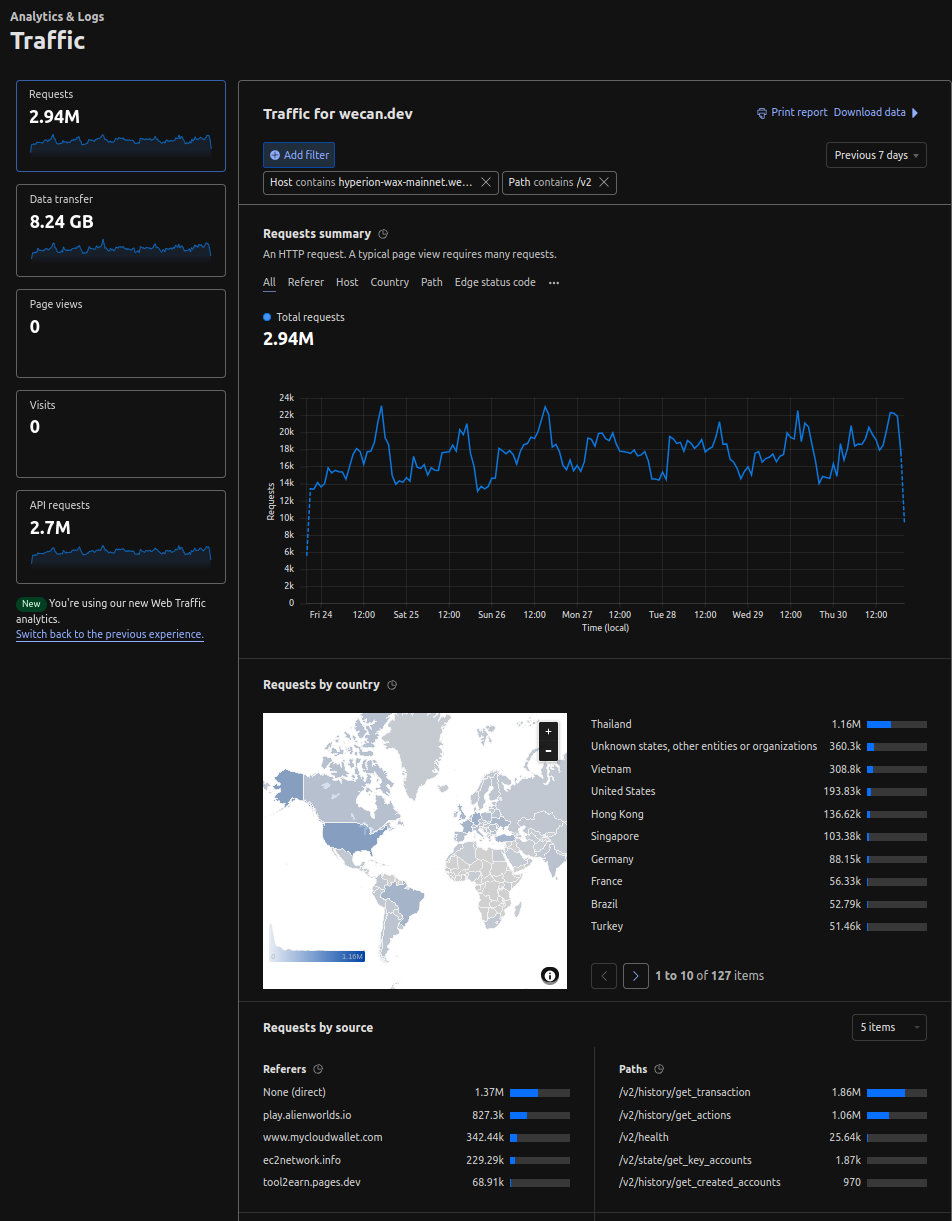 Analytics & Logs
Traffic
Requests
2.94M
Data transfer
8.24 GB
Page views
0
Visits
0
API requests
2.7M
New You're using our new Web Traffic
analytics.
Switch back to the previous experience.
Traffic for wecan.dev
Print report Download data
Add filter
Previous 7 days
Host contains hyperion-wax-mainnet.we...
Path contains /v2
Requests summary
An HTTP request. A typical page view requires many requests.
All Referer Host Country Path Edge status code ...
Total requests
2.94M
24k
22k
20k
18k
16k
14k
12k
10k
8k
6k
4k
2k
0
Requests
Fri 24 12:00 Sat 25 12:00 Sun 26 12:00 Mon 27 12:00 Tue 28 12:00 Wed 29 12:00 Thu 30 12:00
Time (local)
Requests by country
+
−
0 1.16M
Thailand 1.16M
Unknown states, other entities or organizations 360.3k
Vietnam 308.8k
United States 193.83k
Hong Kong 136.62k
Singapore 103.38k
Germany 88.15k
France 56.33k
Brazil 52.79k
Turkey 51.46k
1 to 10 of 127 items
Requests by source
5 items
Referers
None (direct) 1.37M
play.alienworlds.io 827.3k
www.mycloudwallet.com 342.44k
ec2network.info 229.29k
tool2earn.pages.dev 68.91k
Paths
/v2/history/get_transaction 1.86M
/v2/history/get_actions 1.06M
/v2/health 25.64k
/v2/state/get_key_accounts 1.87k
/v2/history/get_created_accounts 970